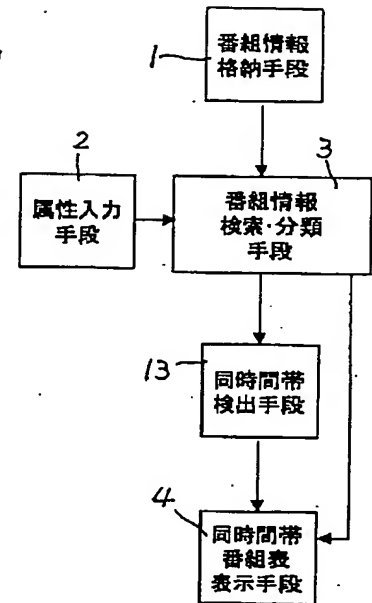 1
番組情報
格納手段
2
属性入力
手段
3
番組情報
検索・分類
手段
13
同時間帯
検出手段
4
同時間帯
番組表
表示手段